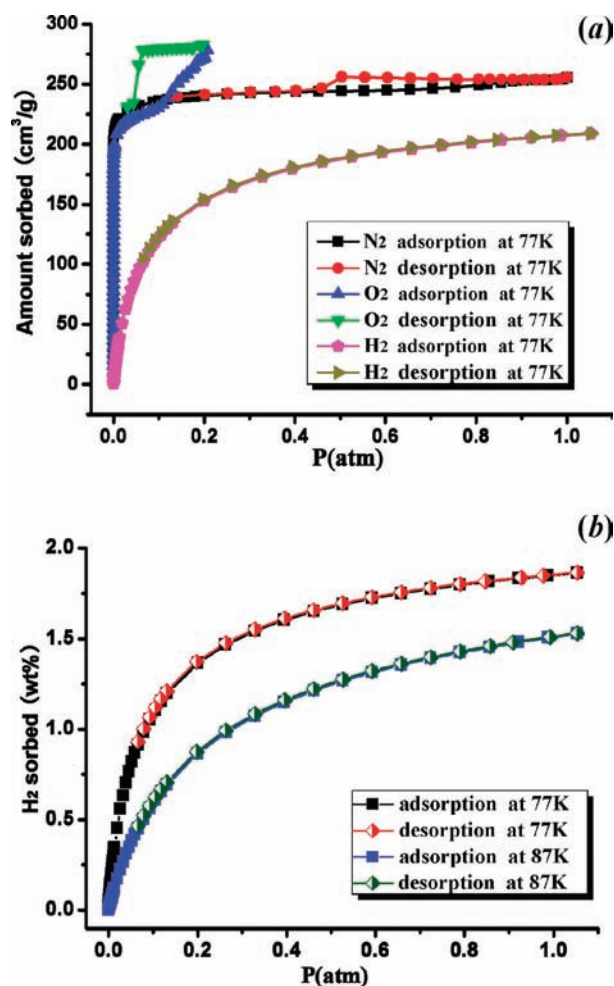 (a)
300
250
200
150
100
50
0
Amount sorbed (cm³/g)
N2 adsorption at 77K
N2 desorption at 77K
O2 adsorption at 77K
O2 desorption at 77K
H2 adsorption at 77K
H2 desorption at 77K
0.0 0.2 0.4 0.6 0.8 1.0
P(atm)
(b)
2.0
1.5
1.0
0.5
0.0
H2 sorbed (wt%)
adsorption at 77K
desorption at 77K
adsorption at 87K
desorption at 87K
0.0 0.2 0.4 0.6 0.8 1.0
P(atm)